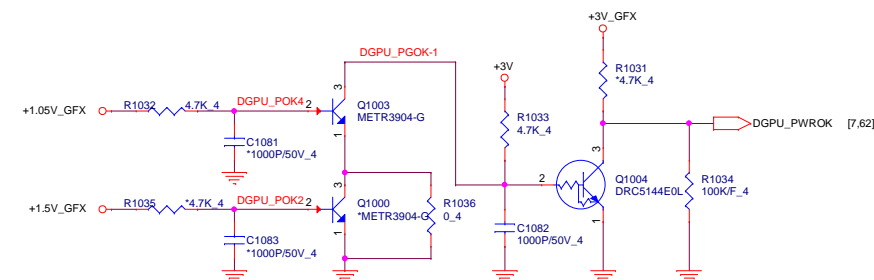 +3V_GFX
DGPU_PGOK-1
+3V
R1031
*4.7K_4
3
+1.05V_GFX R1032 4.7K_4 DGPU_POK4 2
Q1003
METR3904-G
R1033
4.7K_4
DGPU_PWROK [7,62]
C1081
*1000P/50V_4
1
3
2
3
Q1004
DRC5144E0L
R1034
100K/F_4
+1.5V_GFX R1035 *4.7K_4 DGPU_POK2 2
Q1000
*METR3904-G
R1036
0_4
1
1
C1083
*1000P/50V_4
C1082
1000P/50V_4